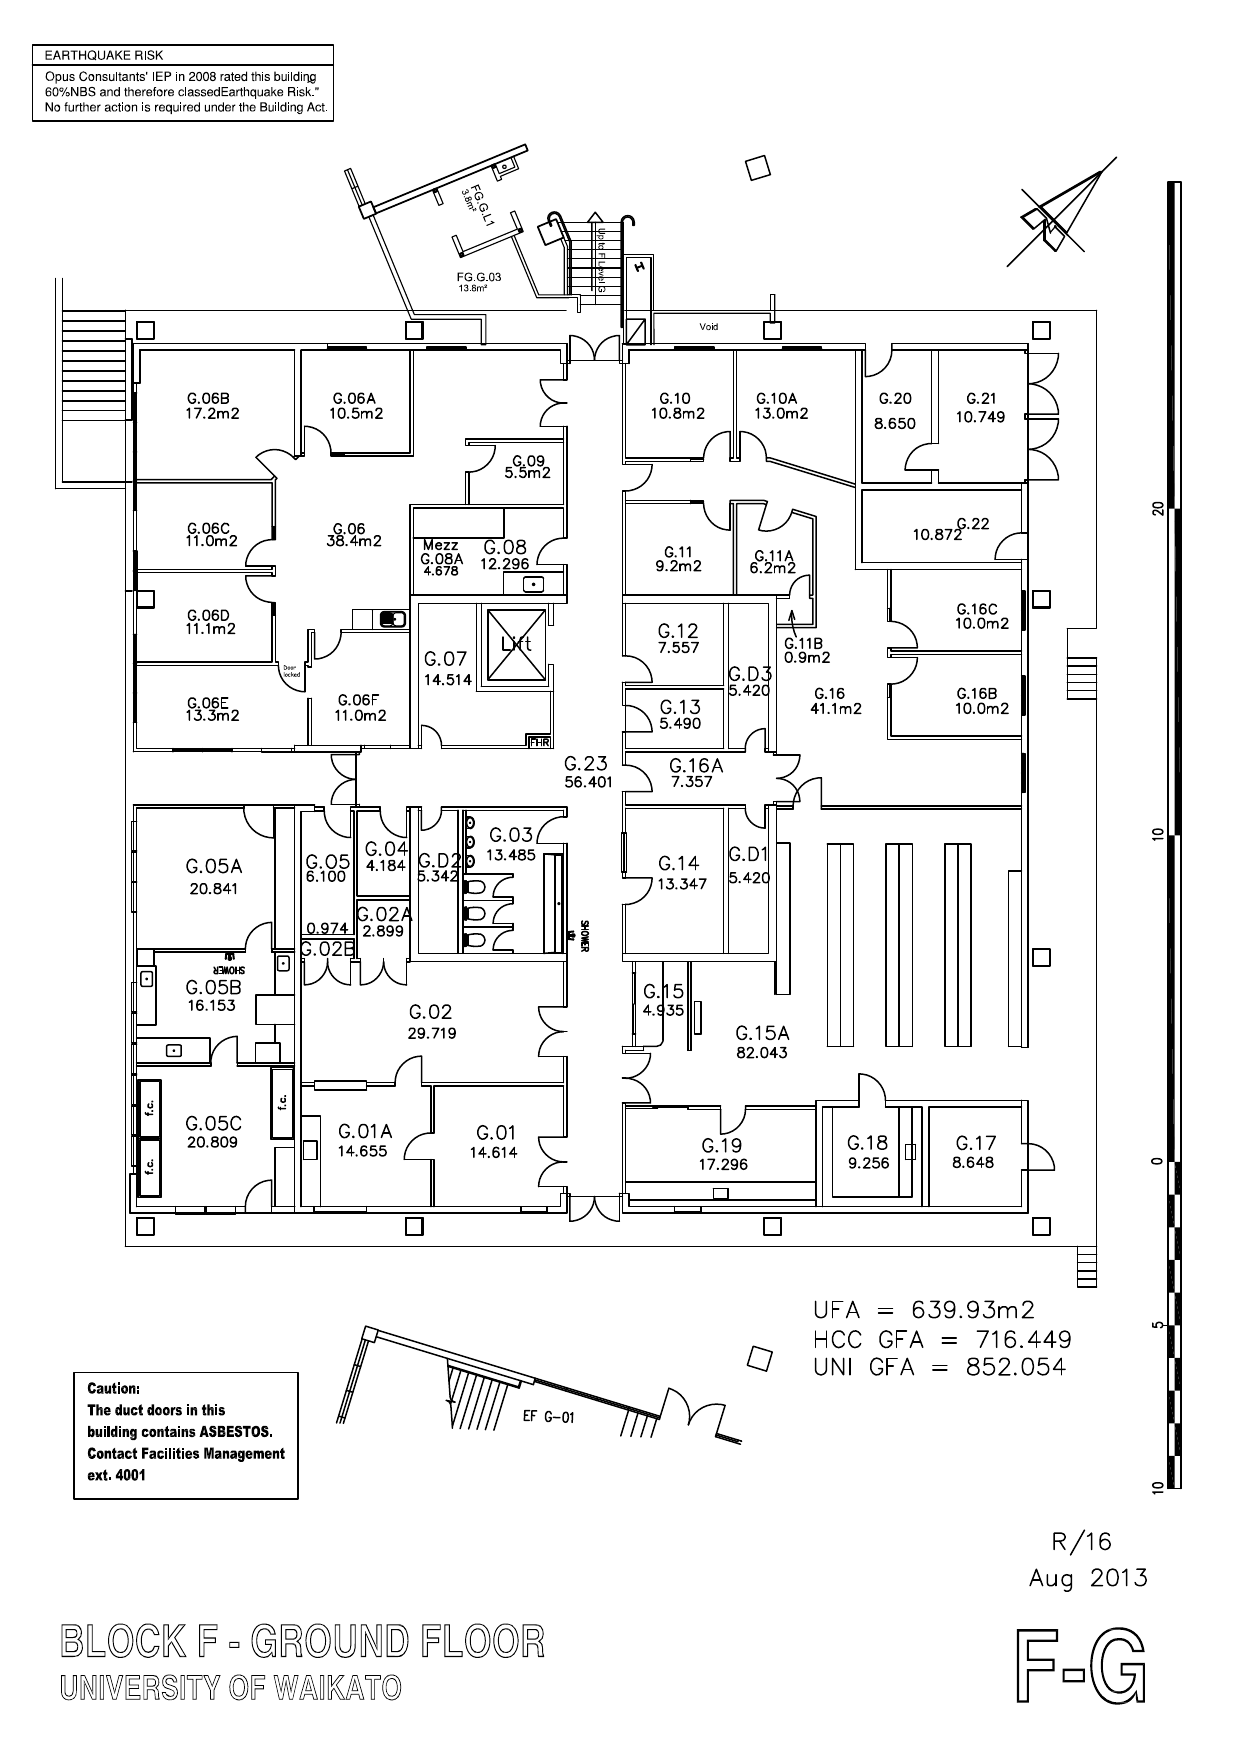 EARTHQUAKE RISK
Opus Consultants' IEP in 2008 rated this building
60%NBS and therefore classedEarthquake Risk."
No further action is required under the Building Act.
FG.G.L1
3.8m²
FG.G.03
13.6m²
Up to F Level G
H
Void
G.06B
17.2m2
G.06A
10.5m2
G.10
10.8m2
G.10A
13.0m2
G.20
8.650
G.21
10.749
G.09
5.5m2
G.06C
11.0m2
G.06
38.4m2
Mezz
G.08A
4.678
G.08
12.296
G.11
9.2m2
G.11A
6.2m2
G.22
10.872
G.06D
11.1m2
G.07
14.514
Lift
G.12
7.557
G.D3
5.420
G.11B
0.9m2
G.16C
10.0m2
Door
locked
G.06E
13.3m2
G.06F
11.0m2
FHR
G.13
5.490
G.16
41.1m2
G.16B
10.0m2
G.23
56.401
G.16A
7.357
G.05A
20.841
G.05
6.100
G.04
4.184
G.D2
5.342
G.03
13.485
G.14
13.347
G.D1
5.420
0.974
G.02B
G.02A
2.899
SHOWER
SHOWER
G.05B
16.153
G.02
29.719
G.15
4.935
G.15A
82.043
f.c.
f.c.
f.c.
G.05C
20.809
G.01A
14.655
G.01
14.614
G.19
17.296
G.18
9.256
G.17
8.648
20
10
0
5
10
UFA = 639.93m2
HCC GFA = 716.449
UNI GFA = 852.054
EF G-01
Caution:
The duct doors in this
building contains ASBESTOS.
Contact Facilities Management
ext. 4001
R/16
Aug 2013
BLOCK F - GROUND FLOOR
UNIVERSITY OF WAIKATO
F-G